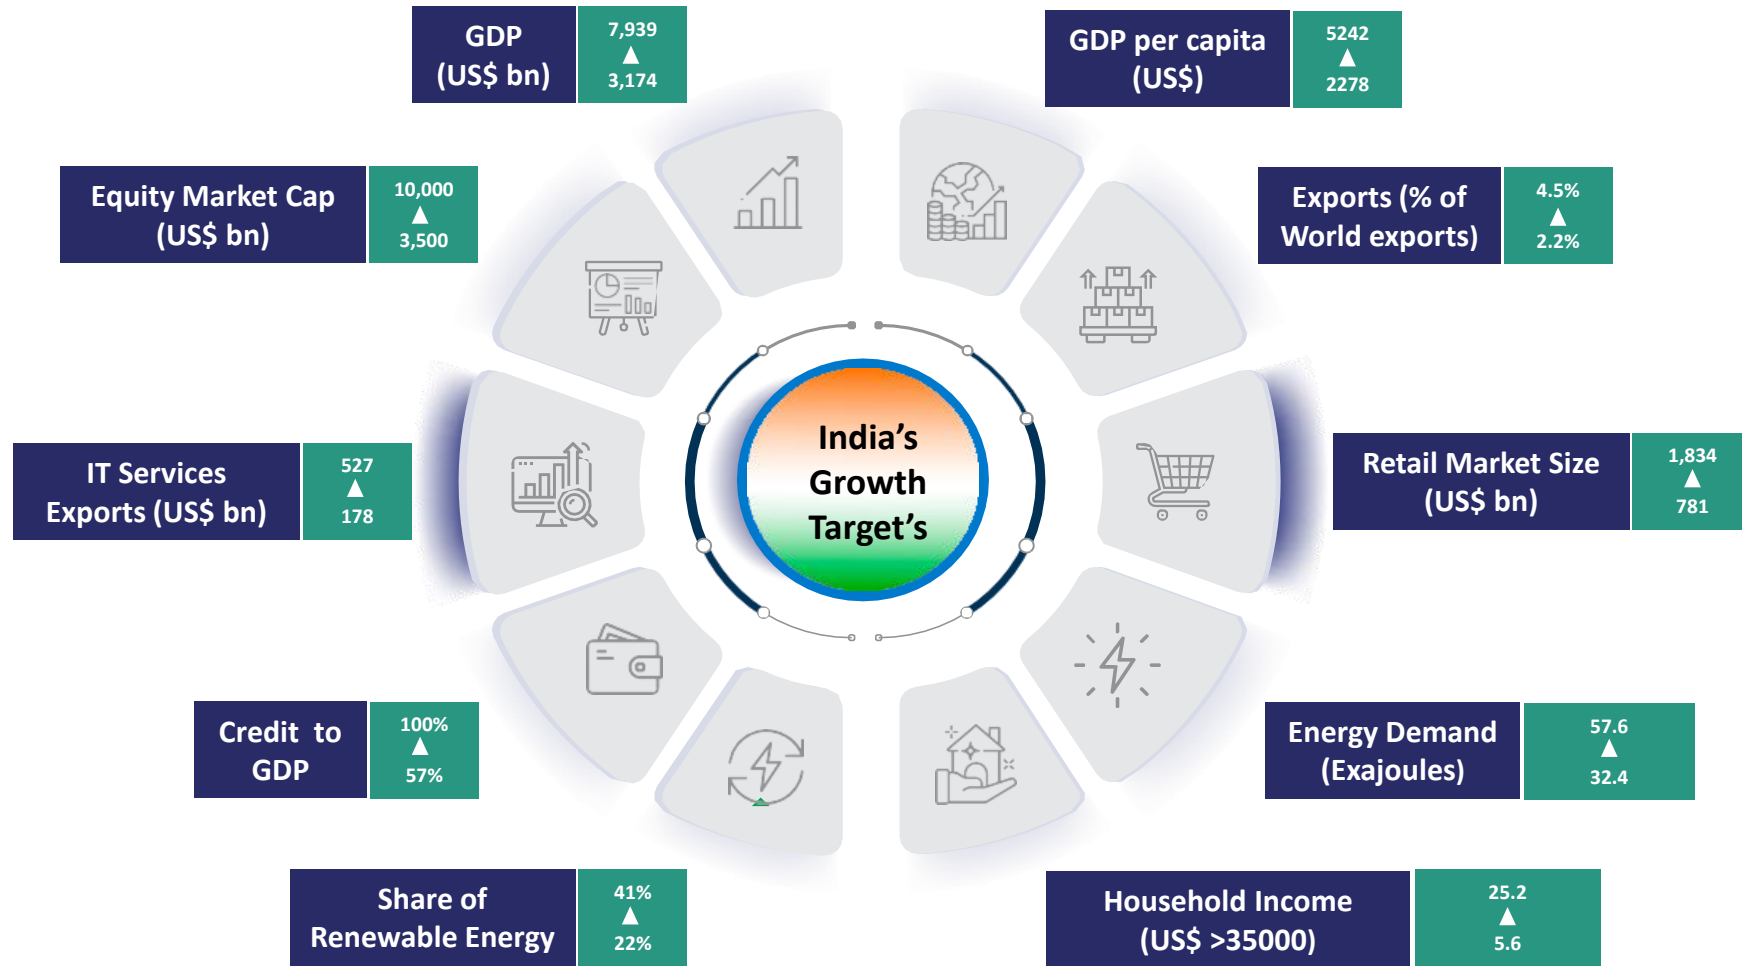 GDP
(US$ bn)
7,939
▲
3,174
GDP per capita
(US$)
5242
▲
2278
Equity Market Cap
(US$ bn)
10,000
▲
3,500
Exports (% of
World exports)
4.5%
▲
2.2%
IT Services
Exports (US$ bn)
527
▲
178
India’s
Growth
Target’s
Retail Market Size
(US$ bn)
1,834
▲
781
Credit to
GDP
100%
▲
57%
Energy Demand
(Exajoules)
57.6
▲
32.4
Share of
Renewable Energy
41%
▲
22%
Household Income
(US$ >35000)
25.2
▲
5.6